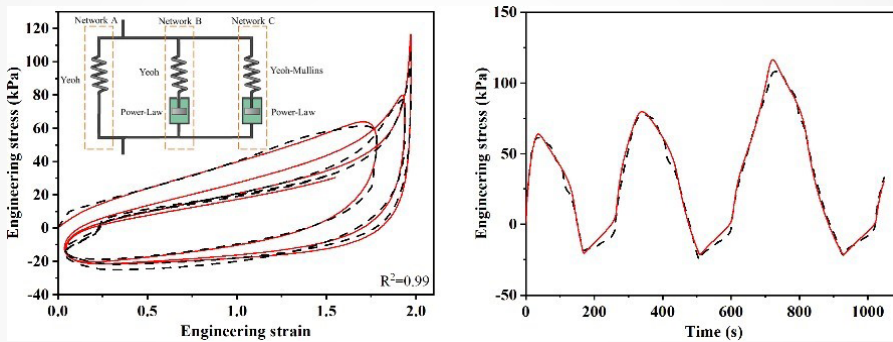 Network A Network B Network C
Yeoh
Yeoh
Yeoh-Mullins
Power-Law
Power-Law
Engineering stress (kPa)
120
100
80
60
40
20
0
-20
-40
0.0 0.5 1.0 1.5 2.0
Engineering strain
R²=0.99
Engineering stress (kPa)
150
100
50
0
-50
0 200 400 600 800 1000
Time (s)